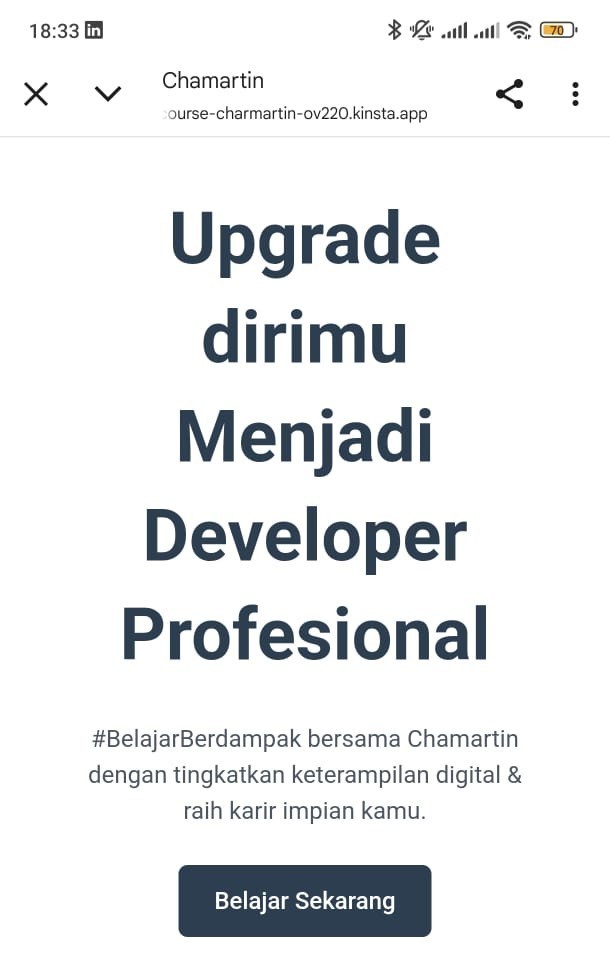 18:33 in
70
Chamartin
ourse-charmartin-ov220.kinsta.app
Upgrade
dirimu
Menjadi
Developer
Profesional
#BelajarBerdampak bersama Chamartin
dengan tingkatkan keterampilan digital &
raih karir impian kamu.
Belajar Sekarang